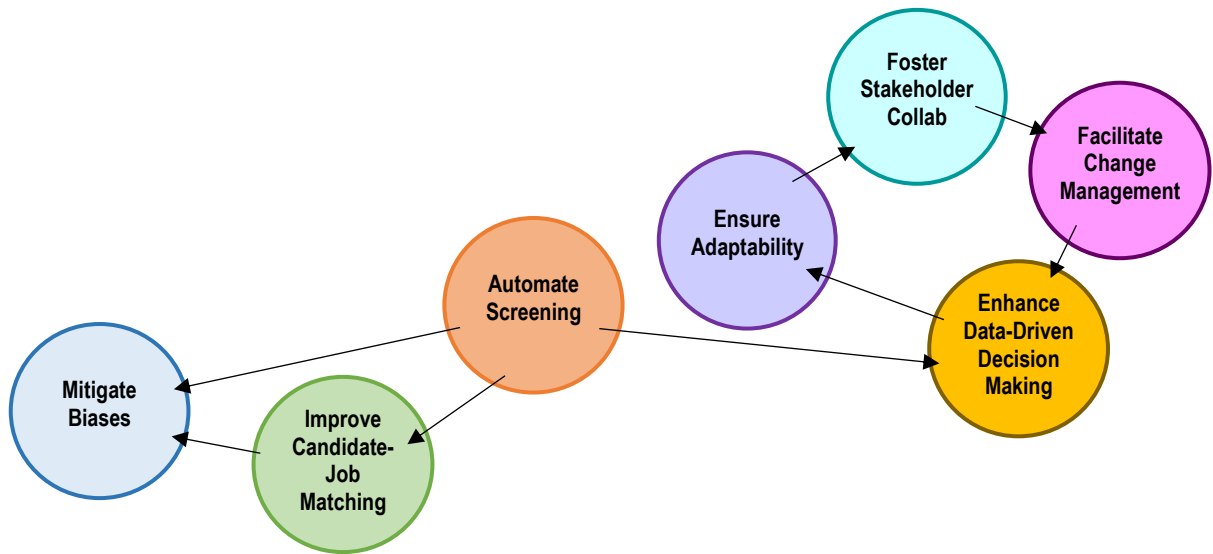 Foster
Stakeholder
Collab
Facilitate
Change
Management
Ensure
Adaptability
Automate
Screening
Enhance
Data-Driven
Decision
Making
Mitigate
Biases
Improve
Candidate-
Job
Matching